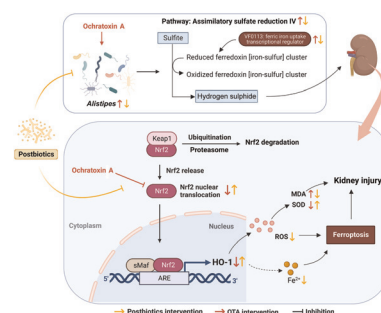 Pathway: Assimilatory sulfate reduction IV
Ochratoxin A
Sulfite
VF0113: ferric iron uptake
transcriptional regulator
Reduced ferredoxin [iron-sulfur] cluster
Oxidized ferredoxin [iron-sulfur] cluster
Alistipes
Hydrogen sulphide
Postbiotics
Keap1
Nrf2
Ubiquitination
Proteasome
Nrf2 degradation
Nrf2 release
Ochratoxin A
Nrf2
Nrf2 nuclear
translocation
Kidney injury
MDA
SOD
Cytoplasm
Nucleus
ROS
Ferroptosis
sMaf
Nrf2
HO-1
5'
ARE
3'
Fe²⁺
Postbiotics intervention
OTA intervention
Inhibition